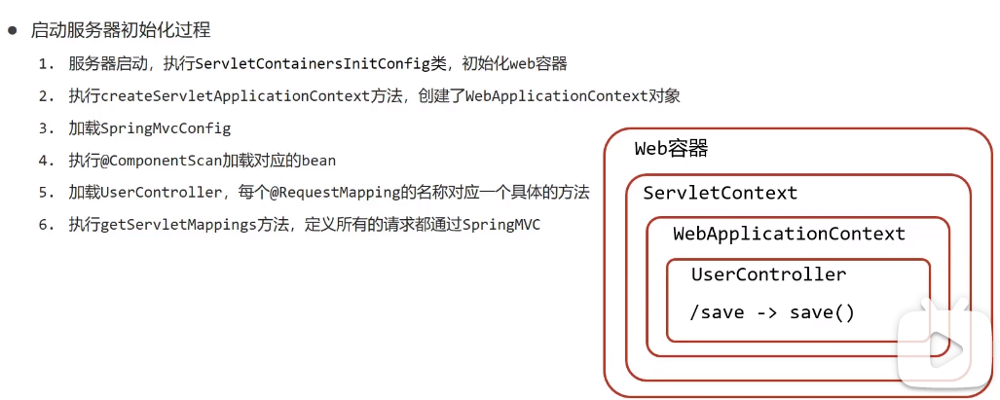 ● 启动服务器初始化过程
1. 服务器启动，执行ServletContainersInitConfig类，初始化web容器
2. 执行createServletApplicationContext方法，创建了WebApplicationContext对象
3. 加载SpringMvcConfig
4. 执行@ComponentScan加载对应的bean
5. 加载UserController，每个@RequestMapping的名称对应一个具体的方法
6. 执行getServletMappings方法，定义所有的请求都通过SpringMVC
Web容器
ServletContext
WebApplicationContext
UserController
/save -> save()